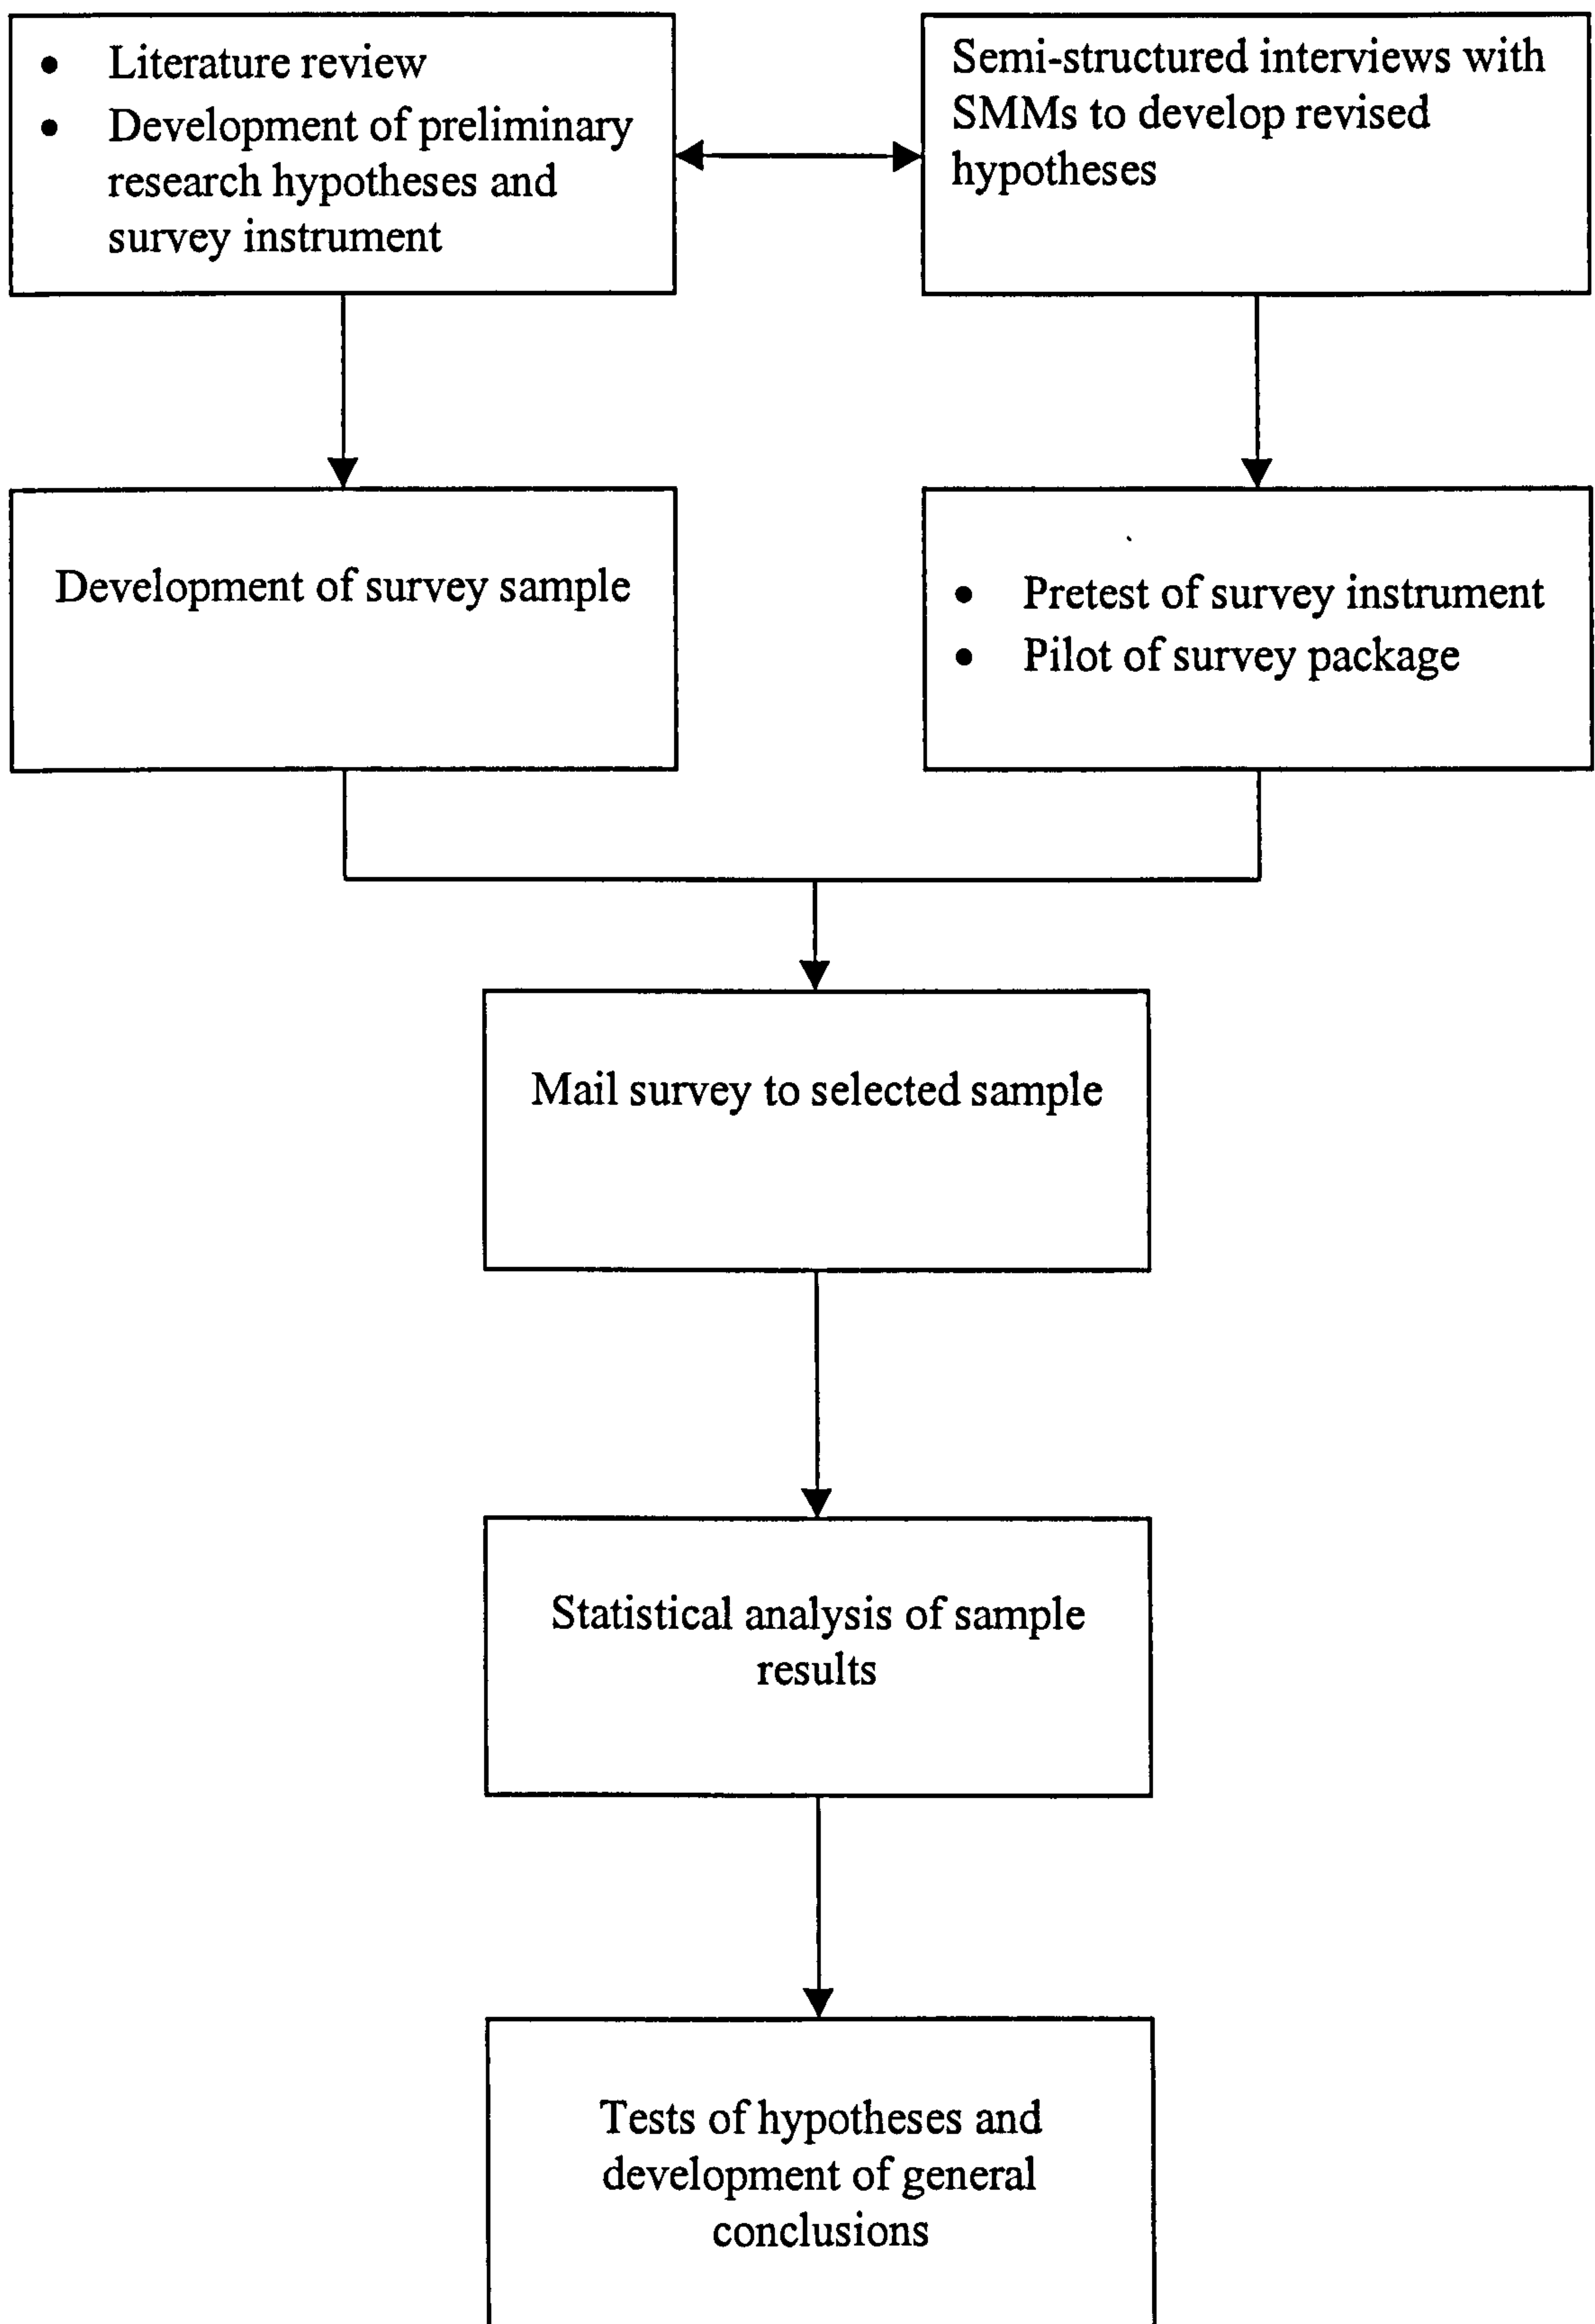 • Literature review
• Development of preliminary
research hypotheses and
survey instrument
Semi-structured interviews with
SMMs to develop revised
hypotheses
Development of survey sample
• Pretest of survey instrument
• Pilot of survey package
Mail survey to selected sample
Statistical analysis of sample
results
Tests of hypotheses and
development of general
conclusions